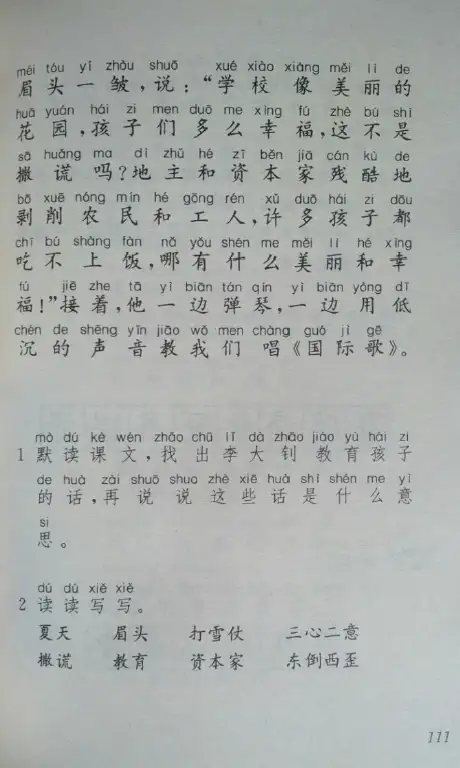 méi tóu yí zhòu shuō xué xiào xiàng měi lì de
眉头一皱，说：“学校像美丽的
huā yuán hái zi men duō me xìng fú zhè bú shì
花园，孩子们多么幸福，这不是
sā huǎng ma dì zhǔ hé zī běn jiā cán kù de
撒谎吗？地主和资本家残酷地
bō xuē nóng mín hé gōng rén xǔ duō hái zi dōu
剥削农民和工人，许多孩子都
chī bú shàng fàn nǎ yǒu shén me měi lì hé xìng
吃不上饭，哪有什么美丽和幸
fú jiē zhe tā yì biān tán qín yì biān yòng dī
福！”接着，他一边弹琴，一边用低
chén de shēng yīn jiāo wǒ men chàng guó jì gē
沉的声音教我们唱《国际歌》。
mò dú kè wén zhǎo chū lǐ dà zhāo jiào yù hái zi
1 默读课文，找出李大钊教育孩子
de huà zài shuō shuo zhè xiē huà shì shén me yì
的话，再说说这些话是什么意
si
思。
dú dú xiě xiě
2 读读写写。
夏天 眉头 打雪仗 三心二意
撒谎 教育 资本家 东倒西歪
111